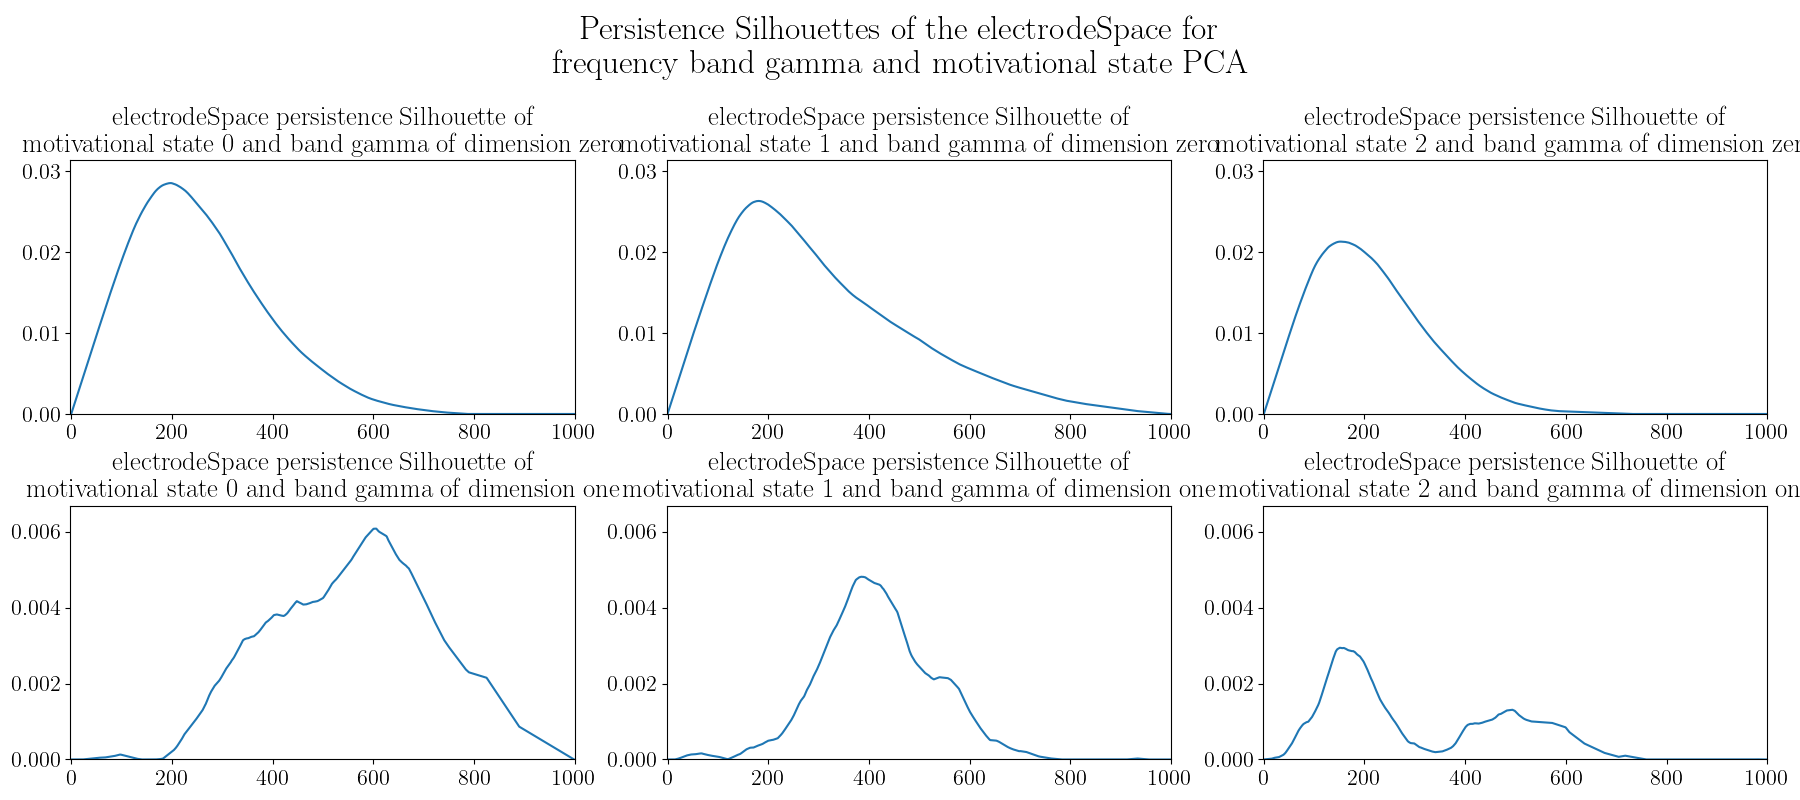 Persistence Silhouettes of the electrodeSpace for
frequency band gamma and motivational state PCA
electrodeSpace persistence Silhouette of
motivational state 0 and band gamma of dimension zero
electrodeSpace persistence Silhouette of
motivational state 1 and band gamma of dimension zero
electrodeSpace persistence Silhouette of
motivational state 2 and band gamma of dimension zer
0.03
0.02
0.01
0.00
0 200 400 600 800 1000
0.03
0.02
0.01
0.00
0 200 400 600 800 1000
0.03
0.02
0.01
0.00
0 200 400 600 800 1000
electrodeSpace persistence Silhouette of
motivational state 0 and band gamma of dimension one
electrodeSpace persistence Silhouette of
motivational state 1 and band gamma of dimension one
electrodeSpace persistence Silhouette of
motivational state 2 and band gamma of dimension on
0.006
0.004
0.002
0.000
0 200 400 600 800 1000
0.006
0.004
0.002
0.000
0 200 400 600 800 1000
0.006
0.004
0.002
0.000
0 200 400 600 800 1000